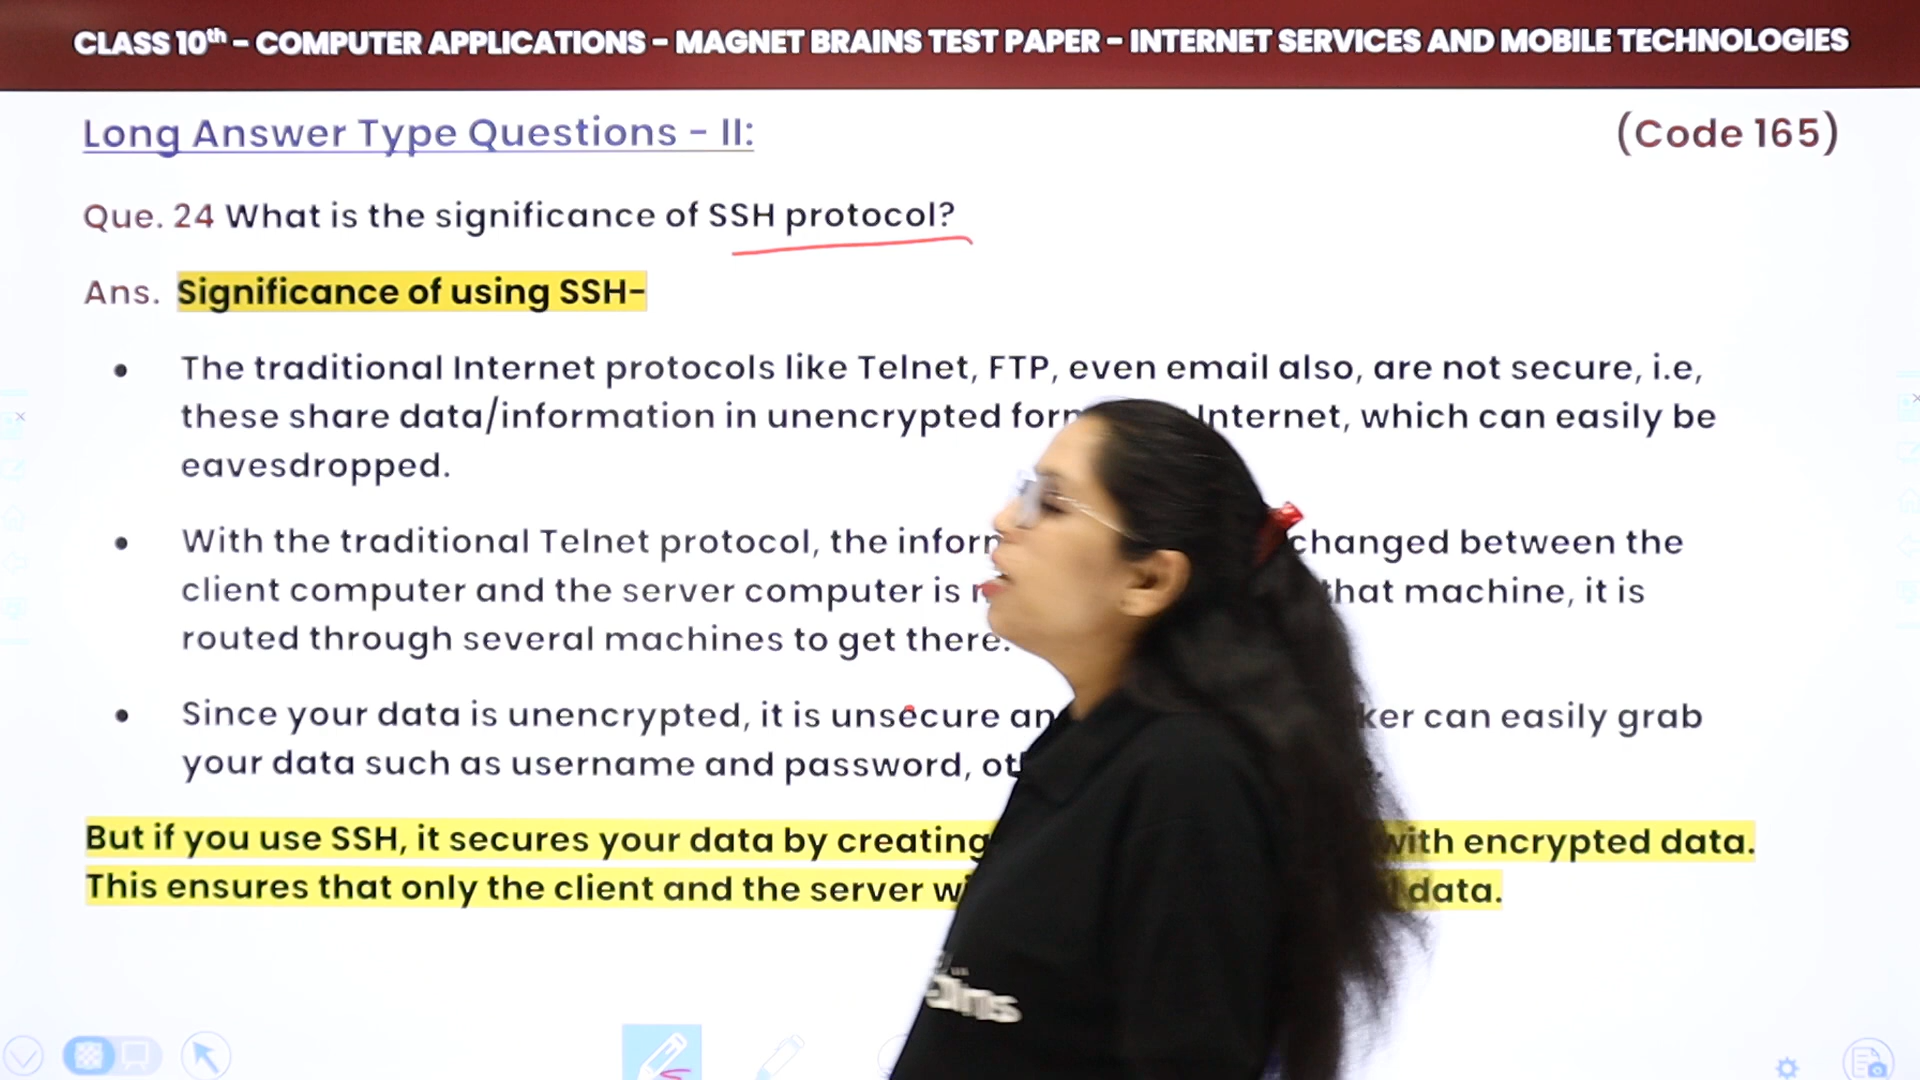 CLASS 10th - COMPUTER APPLICATIONS - MAGNET BRAINS TEST PAPER - INTERNET SERVICES AND MOBILE TECHNOLOGIES
Long Answer Type Questions - II:
(Code 165)
Que. 24 What is the significance of SSH protocol?
Ans. Significance of using SSH-
• The traditional Internet protocols like Telnet, FTP, even email also, are not secure, i.e,
these share data/information in unencrypted Internet, which can easily be
eavesdropped.
• With the traditional Telnet protocol, the between the
client computer and the server computer is machine, it is
routed through several machines to get there.
• Since your data is unencrypted, it is unsecure can easily grab
your data such as username and password,
But if you use SSH, it secures your data by creating with encrypted data.
This ensures that only the client and the server data.